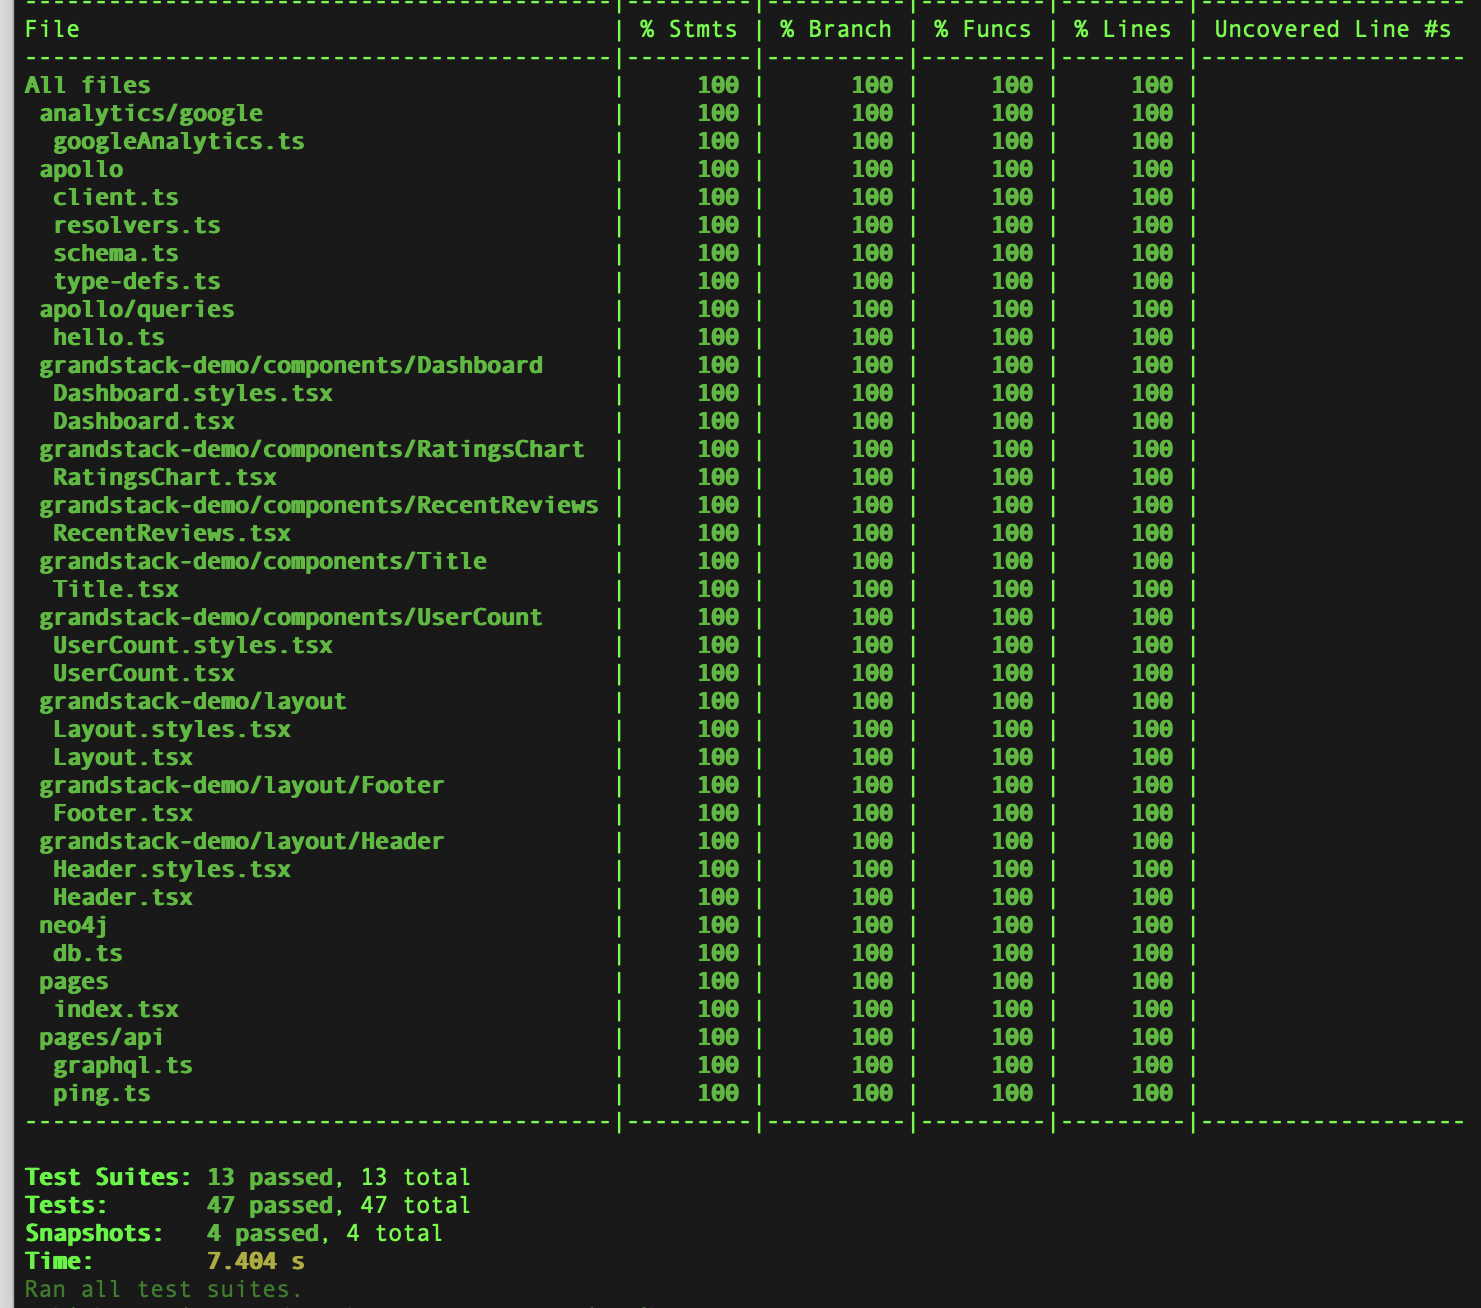 -----------------------------------------|---------|----------|---------|---------|-------------------
File                                     | % Stmts | % Branch | % Funcs | % Lines | Uncovered Line #s
-----------------------------------------|---------|----------|---------|---------|-------------------
All files                                |     100 |      100 |     100 |     100 |
 analytics/google                        |     100 |      100 |     100 |     100 |
  googleAnalytics.ts                     |     100 |      100 |     100 |     100 |
 apollo                                  |     100 |      100 |     100 |     100 |
  client.ts                              |     100 |      100 |     100 |     100 |
  resolvers.ts                           |     100 |      100 |     100 |     100 |
  schema.ts                              |     100 |      100 |     100 |     100 |
  type-defs.ts                           |     100 |      100 |     100 |     100 |
 apollo/queries                          |     100 |      100 |     100 |     100 |
  hello.ts                               |     100 |      100 |     100 |     100 |
 grandstack-demo/components/Dashboard    |     100 |      100 |     100 |     100 |
  Dashboard.styles.tsx                   |     100 |      100 |     100 |     100 |
  Dashboard.tsx                          |     100 |      100 |     100 |     100 |
 grandstack-demo/components/RatingsChart |     100 |      100 |     100 |     100 |
  RatingsChart.tsx                       |     100 |      100 |     100 |     100 |
 grandstack-demo/components/RecentReviews |     100 |      100 |     100 |     100 |
  RecentReviews.tsx                      |     100 |      100 |     100 |     100 |
 grandstack-demo/components/Title        |     100 |      100 |     100 |     100 |
  Title.tsx                              |     100 |      100 |     100 |     100 |
 grandstack-demo/components/UserCount    |     100 |      100 |     100 |     100 |
  UserCount.styles.tsx                   |     100 |      100 |     100 |     100 |
  UserCount.tsx                          |     100 |      100 |     100 |     100 |
 grandstack-demo/layout                  |     100 |      100 |     100 |     100 |
  Layout.styles.tsx                      |     100 |      100 |     100 |     100 |
  Layout.tsx                             |     100 |      100 |     100 |     100 |
 grandstack-demo/layout/Footer           |     100 |      100 |     100 |     100 |
  Footer.tsx                             |     100 |      100 |     100 |     100 |
 grandstack-demo/layout/Header           |     100 |      100 |     100 |     100 |
  Header.styles.tsx                      |     100 |      100 |     100 |     100 |
  Header.tsx                             |     100 |      100 |     100 |     100 |
 neo4j                                   |     100 |      100 |     100 |     100 |
  db.ts                                  |     100 |      100 |     100 |     100 |
 pages                                   |     100 |      100 |     100 |     100 |
  index.tsx                              |     100 |      100 |     100 |     100 |
 pages/api                               |     100 |      100 |     100 |     100 |
  graphql.ts                             |     100 |      100 |     100 |     100 |
  ping.ts                                |     100 |      100 |     100 |     100 |
-----------------------------------------|---------|----------|---------|---------|-------------------
Test Suites: 13 passed, 13 total
Tests:       47 passed, 47 total
Snapshots:   4 passed, 4 total
Time:        7.404 s
Ran all test suites.